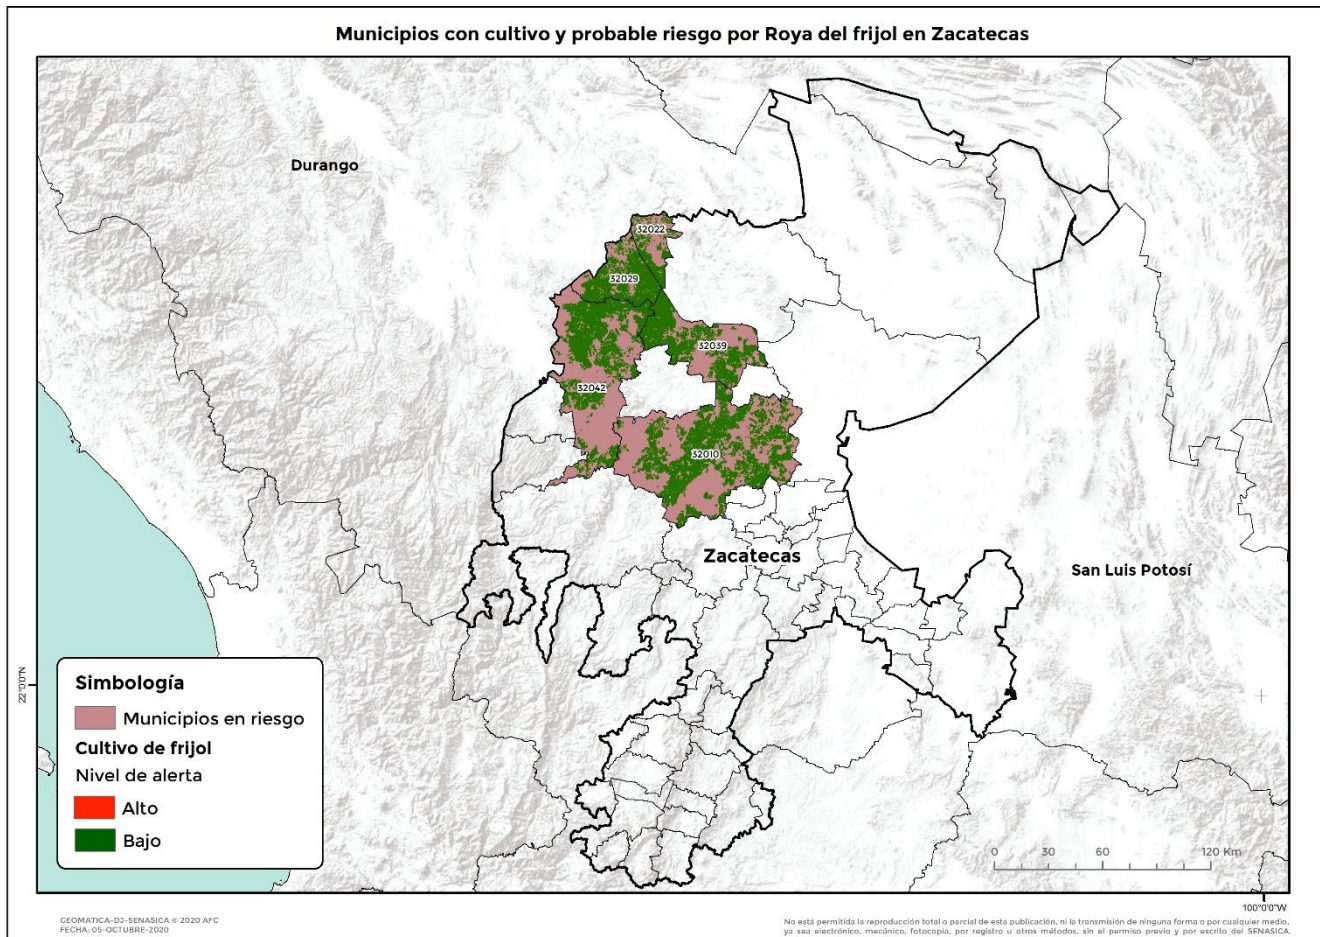 Municipios con cultivo y probable riesgo por Roya del frijol en Zacatecas
Durango
32022
32029
32039
32042
32010
Zacatecas
San Luis Potosí
22°0'0"N
Simbología
Municipios en riesgo
Cultivo de frijol
Nivel de alerta
Alto
Bajo
0 30 60 120 Km
100°0'0"W
GEOMATICA-DJ-SENASICA © 2020 AFC
FECHA: 05-OCTUBRE-2020
No está permitida la reproducción total o parcial de esta publicación, ni la transmisión de ninguna forma o por cualquier medio,
ya sea electrónico, mecánico, fotocopia, por registro u otros métodos, sin el permiso previo y por escrito del SENASICA.